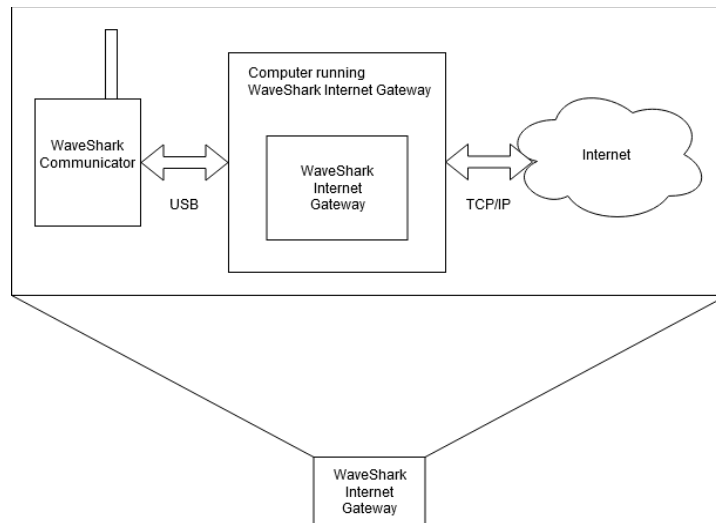 Computer running
WaveShark Internet Gateway
WaveShark
Communicator
Internet
WaveShark
Internet
Gateway
USB
TCP/IP
WaveShark
Internet
Gateway